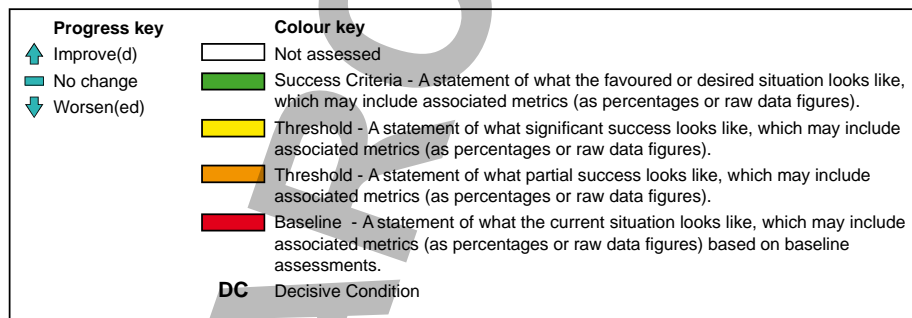 Progress key
Improve(d)
No change
Worsen(ed)
Colour key
Not assessed
Success Criteria - A statement of what the favoured or desired situation looks like,
which may include associated metrics (as percentages or raw data figures).
Threshold - A statement of what significant success looks like, which may include
associated metrics (as percentages or raw data figures).
Threshold - A statement of what partial success looks like, which may include
associated metrics (as percentages or raw data figures).
Baseline - A statement of what the current situation looks like, which may include
associated metrics (as percentages or raw data figures) based on baseline
assessments.
DC Decisive Condition